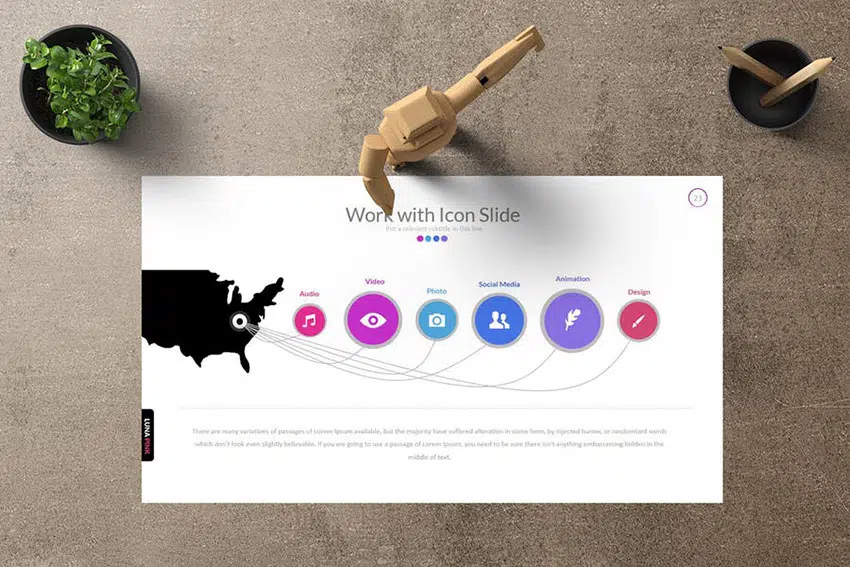 23
Work with Icon Slide
Put a relevant subtitle in this line
Audio
Video
Photo
Social Media
Animation
Design
LUNA PINK
There are many variations of passages of Lorem Ipsum available, but the majority have suffered alteration in some form, by injected humor, or randomized words
which don't look even slightly believable. If you are going to use a passage of Lorem Ipsum, you need to be sure there isn't anything embarrassing hidden in the
middle of text.